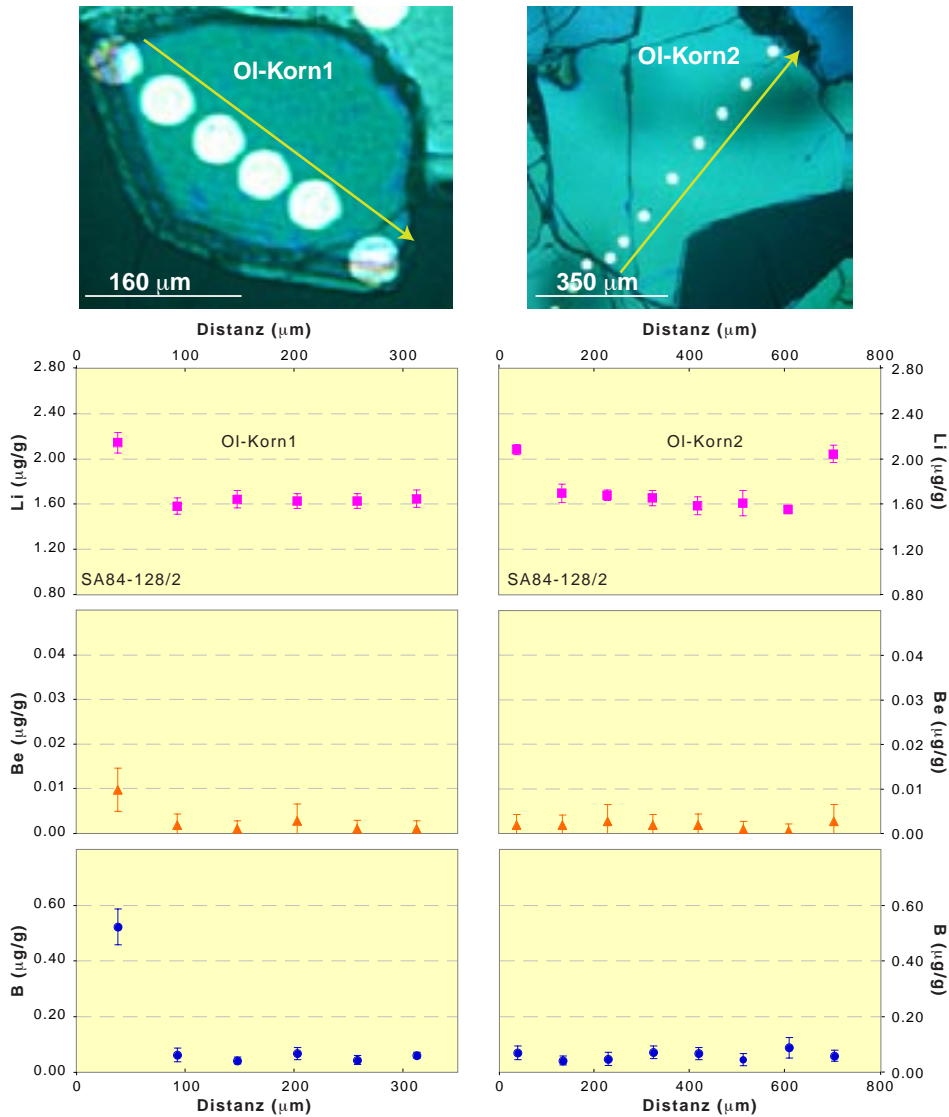 Ol-Korn1
160 μm
Ol-Korn2
350 μm
Distanz (μm)
0 100 200 300
Distanz (μm)
0 200 400 600 800
Li (μg/g)
2.80
2.40
2.00
1.60
1.20
0.80
Ol-Korn1
SA84-128/2
Ol-Korn2
SA84-128/2
2.80
2.40
2.00
1.60
1.20
0.80
Li (μg/g)
Be (μg/g)
0.04
0.03
0.02
0.01
0.00
0.04
0.03
0.02
0.01
0.00
Be (μg/g)
B (μg/g)
0.60
0.40
0.20
0.00
0.60
0.40
0.20
0.00
B (μg/g)
0 100 200 300
Distanz (μm)
0 200 400 600 800
Distanz (μm)